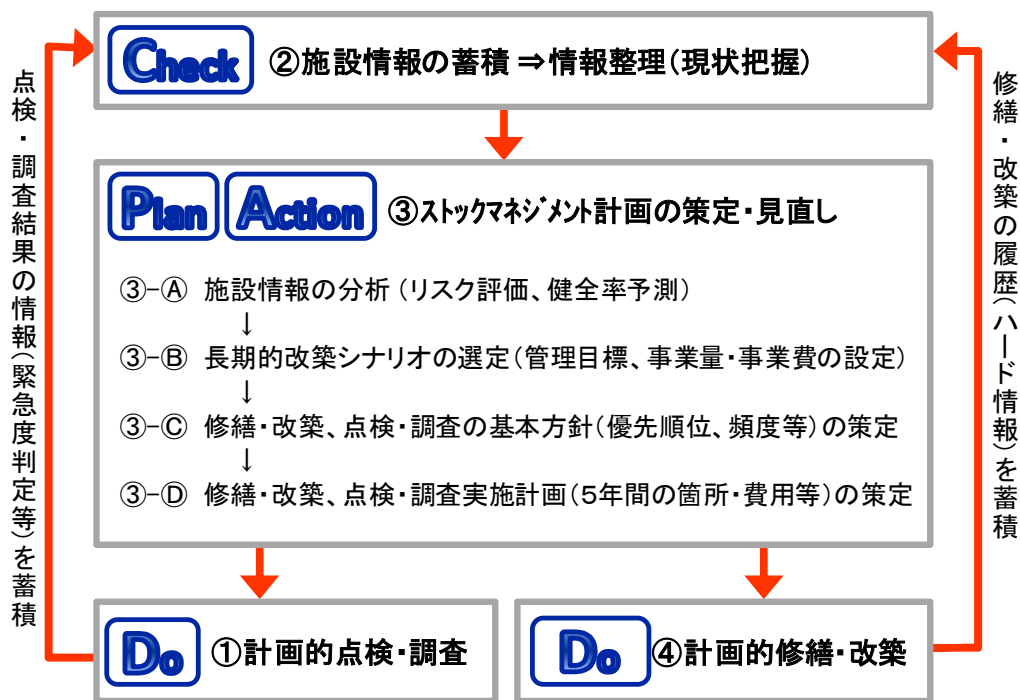 Check ②施設情報の蓄積 ⇒情報整理(現状把握)
Plan Action ③ストックマネジメント計画の策定・見直し
③-Ⓐ 施設情報の分析 (リスク評価、健全率予測)
↓
③-Ⓑ 長期的改築シナリオの選定(管理目標、事業量・事業費の設定)
↓
③-Ⓒ 修繕・改築、点検・調査の基本方針(優先順位、頻度等)の策定
↓
③-Ⓓ 修繕・改築、点検・調査実施計画(5年間の箇所・費用等)の策定
Do ①計画的点検・調査
Do ④計画的修繕・改築
点検・調査結果の情報(緊急度判定等)を蓄積
修繕・改築の履歴(ハード情報)を蓄積